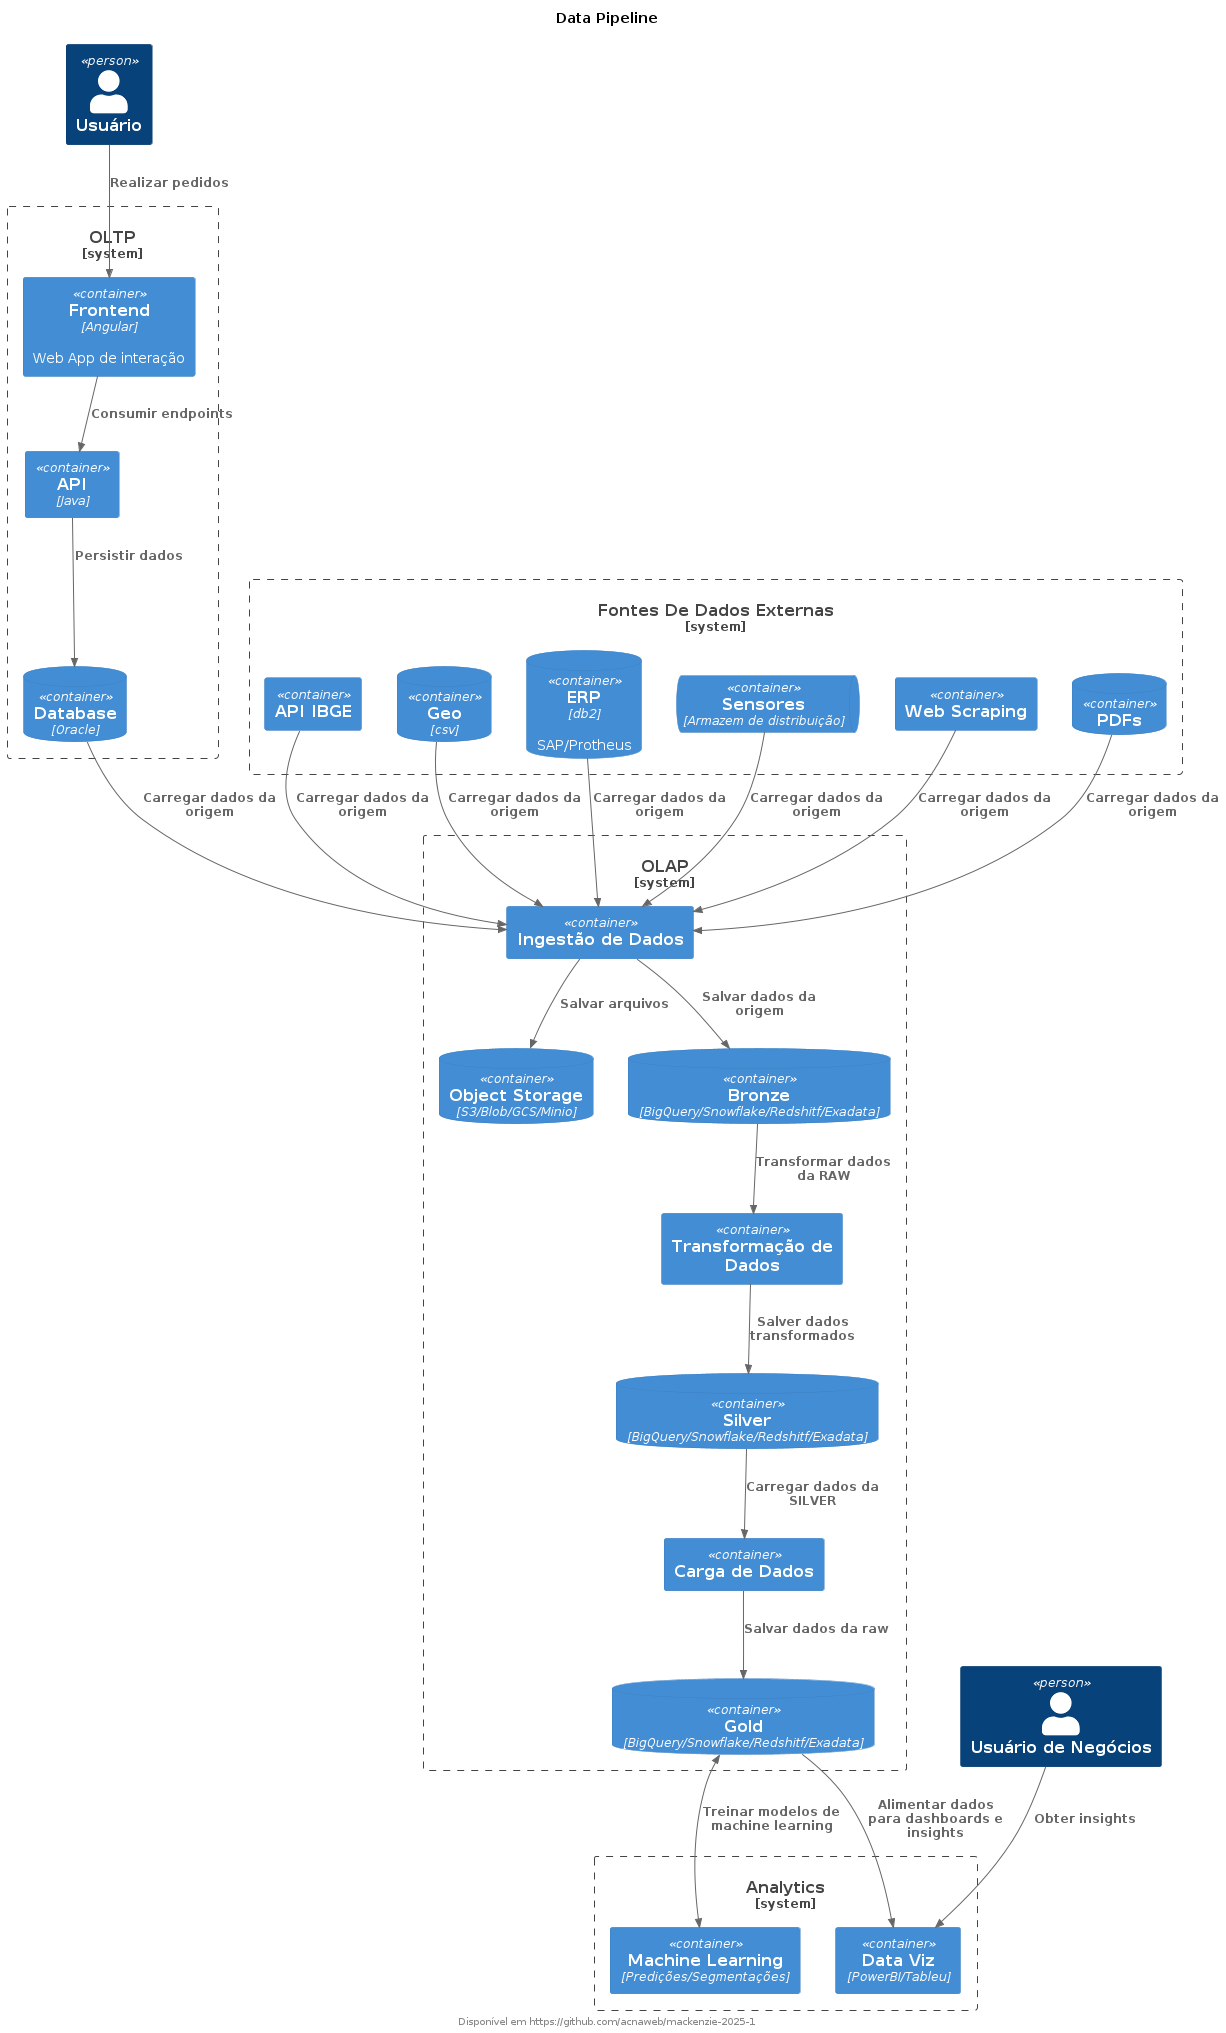 Data Pipeline
«person»
Usuário
Realizar pedidos
OLTP
[system]
«container»
Frontend
[Angular]
Web App de interação
Consumir endpoints
«container»
API
[Java]
Persistir dados
«container»
Database
[Oracle]
Fontes De Dados Externas
[system]
«container»
API IBGE
«container»
Geo
[csv]
«container»
ERP
[db2]
SAP/Protheus
«container»
Sensores
[Armazem de distribuição]
«container»
Web Scraping
«container»
PDFs
Carregar dados da
origem
Carregar dados da
origem
Carregar dados da
origem
Carregar dados da
origem
Carregar dados da
origem
Carregar dados da
origem
Carregar dados da
origem
OLAP
[system]
«container»
Ingestão de Dados
Salvar arquivos
Salvar dados da
origem
«container»
Object Storage
[S3/Blob/GCS/Minio]
«container»
Bronze
[BigQuery/Snowflake/Redshitf/Exadata]
Transformar dados
da RAW
«container»
Transformação de
Dados
Salver dados
transformados
«container»
Silver
[BigQuery/Snowflake/Redshitf/Exadata]
Carregar dados da
SILVER
«container»
Carga de Dados
Salvar dados da raw
«container»
Gold
[BigQuery/Snowflake/Redshitf/Exadata]
«person»
Usuário de Negócios
Treinar modelos de
machine learning
Alimentar dados
para dashboards e
insights
Obter insights
Analytics
[system]
«container»
Machine Learning
[Predições/Segmentações]
«container»
Data Viz
[PowerBI/Tableu]
Disponível em https://github.com/acnaweb/mackenzie-2025-1